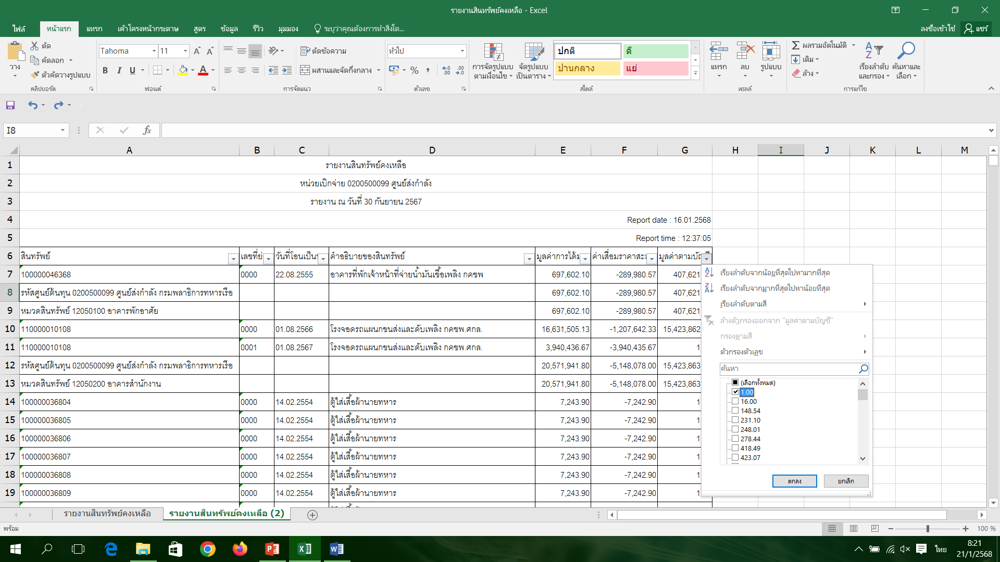 รายงานสินทรัพย์คงเหลือ - Excel
ไฟล์ หน้าแรก แทรก เค้าโครงหน้ากระดาษ สูตร ข้อมูล รีวิว มุมมอง ระบุว่าคุณต้องการทำสิ่งใด... ลงชื่อเข้าใช้ แชร์
วาง ตัด คัดลอก ตัวคัดวางรูปแบบ
Tahoma 11
B I U
ตัดข้อความ
ผสานและจัดกึ่งกลาง
ทั่วไป
การจัดรูปแบบตามเงื่อนไข จัดรูปแบบเป็นตาราง
ปกติ ดี
ปานกลาง แย่
แทรก ลบ รูปแบบ
ผลรวมอัตโนมัติ
เติม
ล้าง
เรียงลำดับและกรอง ค้นหาและเลือก
คลิปบอร์ด ฟอนต์ การจัดแนว ตัวเลข สไตล์ เซลล์ การแก้ไข
I8 fx
A B C D E F G H I J K L M
1 รายงานสินทรัพย์คงเหลือ
2 หน่วยเบิกจ่าย 0200500099 ศูนย์ส่งกำลัง
3 รายงาน ณ วันที่ 30 กันยายน 2567
4 Report date : 16.01.2568
5 Report time : 12:37:05
6 สินทรัพย์ เลขที่ย่ วันที่โอนเป็น คำอธิบายของสินทรัพย์ มูลค่าการได้ม ค่าเสื่อมราคาสะ มูลค่าตามบัญชี
7 100000046368 0000 22.08.2555 อาคารที่พักเจ้าหน้าที่จ่ายน้ำมันเชื้อเพลิง กคชพ 697,602.10 -289,980.57 407,621
8 รหัสศูนย์ต้นทุน 0200500099 ศูนย์ส่งกำลัง กรมพลาธิการทหารเรือ 697,602.10 -289,980.57 407,621
9 หมวดสินทรัพย์ 12050100 อาคารพักอาศัย 697,602.10 -289,980.57 407,621
10 110000010108 0000 01.08.2566 โรงจอดรถแผนกขนส่งและดับเพลิง กคชพ.ศกล. 16,631,505.13 -1,207,642.33 15,423,862
11 110000010108 0001 01.08.2567 โรงจอดรถแผนกขนส่งและดับเพลิง กคชพ.ศกล. 3,940,436.67 -3,940,435.67 1
12 รหัสศูนย์ต้นทุน 0200500099 ศูนย์ส่งกำลัง กรมพลาธิการทหารเรือ 20,571,941.80 -5,148,078.00 15,423,863
13 หมวดสินทรัพย์ 12050200 อาคารสำนักงาน 20,571,941.80 -5,148,078.00 15,423,863
14 100000036804 0000 14.02.2554 ตู้ใส่เสื้อผ้านายทหาร 7,243.90 -7,242.90 1
15 100000036805 0000 14.02.2554 ตู้ใส่เสื้อผ้านายทหาร 7,243.90 -7,242.90 1
16 100000036806 0000 14.02.2554 ตู้ใส่เสื้อผ้านายทหาร 7,243.90 -7,242.90 1
17 100000036807 0000 14.02.2554 ตู้ใส่เสื้อผ้านายทหาร 7,243.90 -7,242.90 1
18 100000036808 0000 14.02.2554 ตู้ใส่เสื้อผ้านายทหาร 7,243.90 -7,242.90 1
19 100000036809 0000 14.02.2554 ตู้ใส่เสื้อผ้านายทหาร 7,243.90 -7,242.90 1
เรียงลำดับจากน้อยที่สุดไปหามากที่สุด
เรียงลำดับจากมากที่สุดไปหาน้อยที่สุด
เรียงลำดับตามสี
ล้างตัวกรองออกจาก "มูลค่าตามบัญชี"
กรองตามสี
ตัวกรองตัวเลข
ค้นหา
(เลือกทั้งหมด)
1.00
16.00
148.54
231.10
248.01
278.44
418.49
423.07
ตกลง ยกเลิก
รายงานสินทรัพย์คงเหลือ รายงานสินทรัพย์คงเหลือ (2)
พร้อม 100 %
ไทย 8:21
21/1/2568